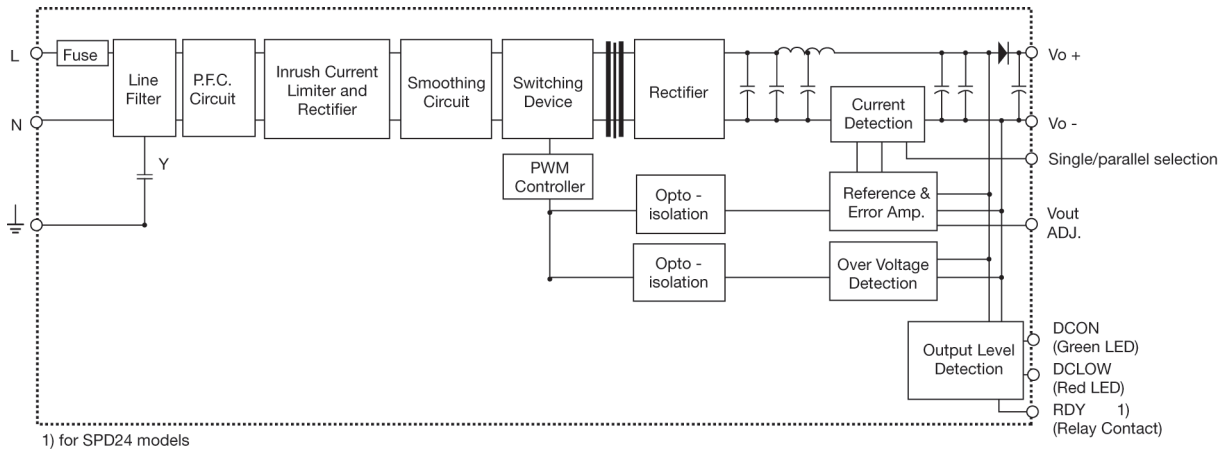 L
Fuse
Line
Filter
P.F.C.
Circuit
Inrush Current
Limiter and
Rectifier
Smoothing
Circuit
Switching
Device
Rectifier
Vo +
N
Current
Detection
Vo -
Y
PWM
Controller
Single/parallel selection
Opto -
isolation
Reference &
Error Amp.
Vout
ADJ.
Opto -
isolation
Over Voltage
Detection
Output Level
Detection
DCON
(Green LED)
DCLOW
(Red LED)
RDY 1)
(Relay Contact)
1) for SPD24 models